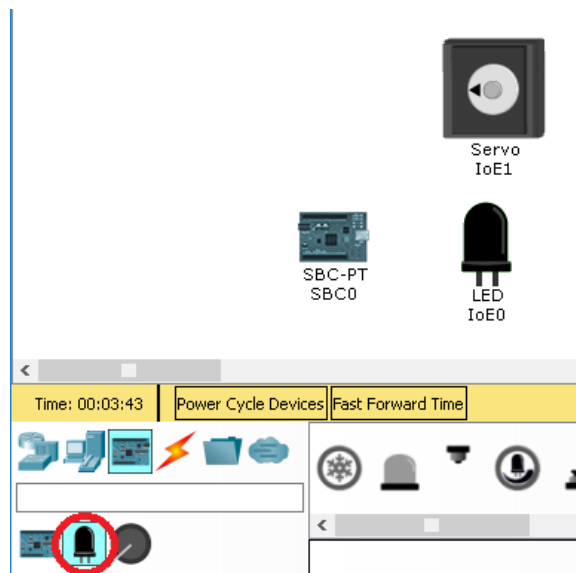 Servo
IoE1
SBC-PT
SBC0
LED
IoE0
Time: 00:03:43
Power Cycle Devices
Fast Forward Time